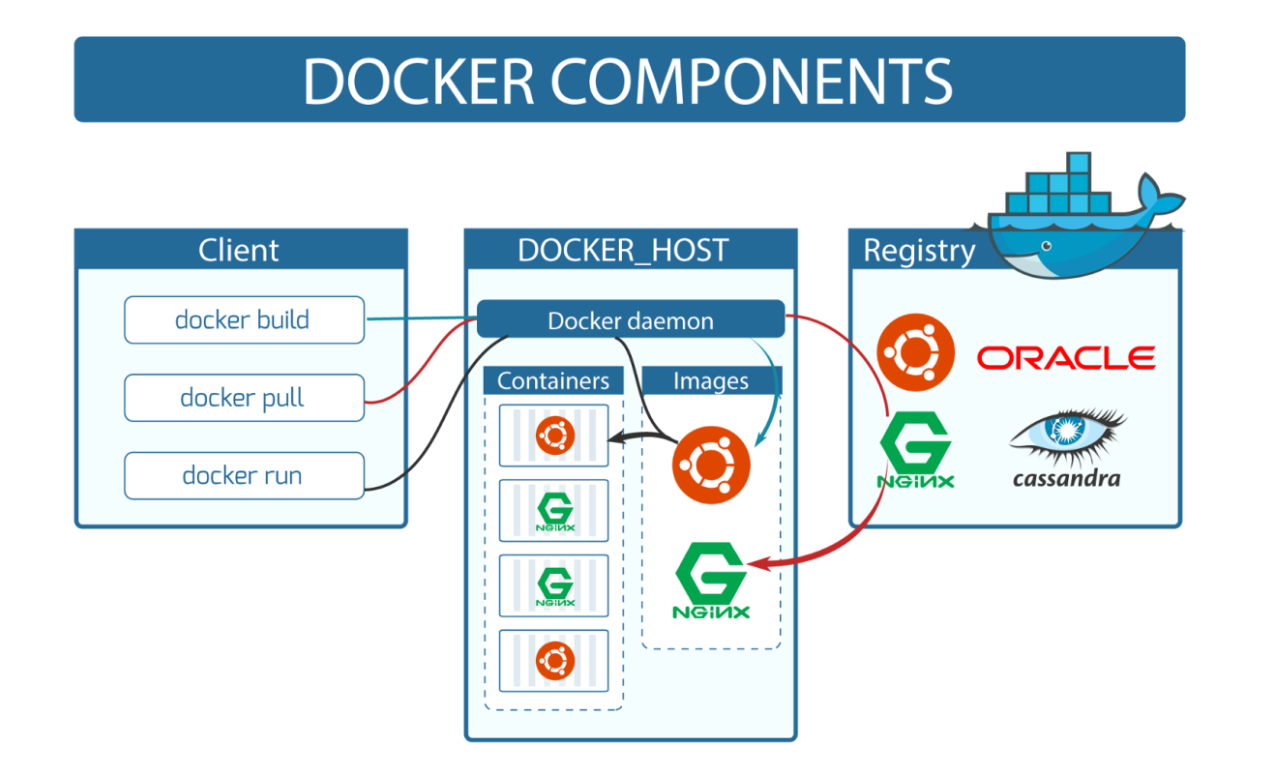 DOCKER COMPONENTS
Client
docker build
docker pull
docker run
DOCKER_HOST
Docker daemon
Containers
NGiNX
NGiNX
Images
NGiNX
Registry
ORACLE
NGiNX
cassandra